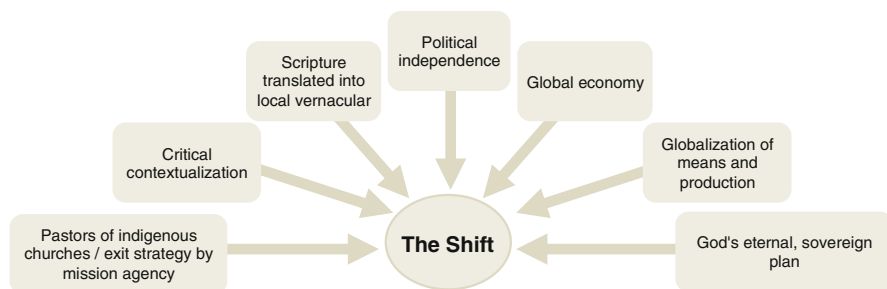 Political
independence
Scripture
translated into
local vernacular
Global economy
Critical
contextualization
Globalization of
means and
production
Pastors of indigenous
churches / exit strategy by
mission agency
The Shift
God's eternal, sovereign
plan